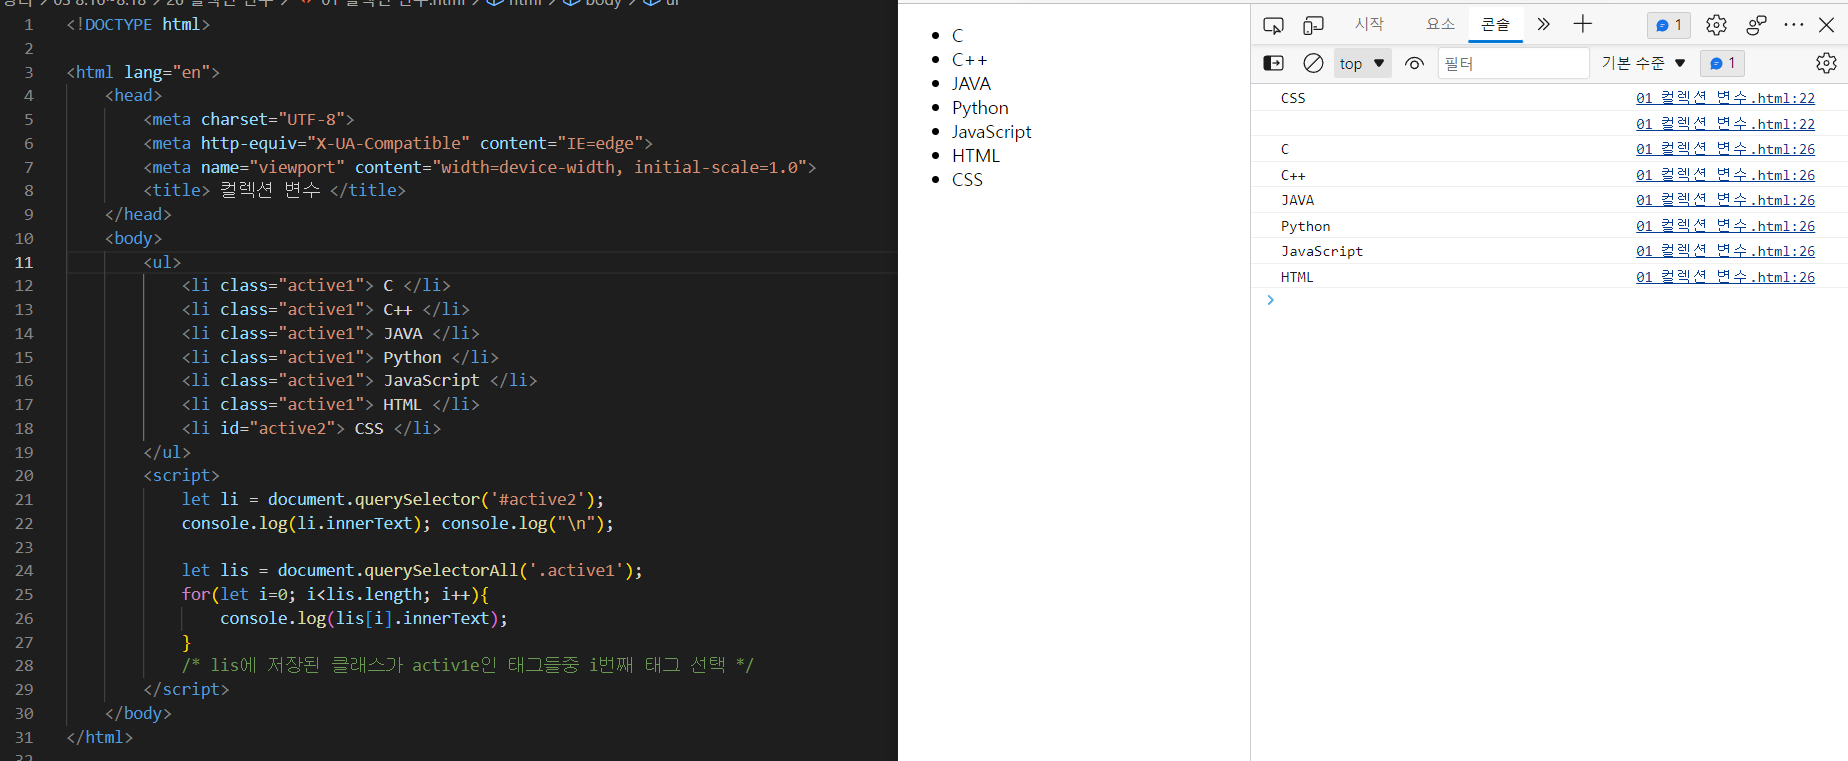 01 컬렉션 변수.html > html > body > ul
1 <!DOCTYPE html>
2
3 <html lang="en">
4 <head>
5 <meta charset="UTF-8">
6 <meta http-equiv="X-UA-Compatible" content="IE=edge">
7 <meta name="viewport" content="width=device-width, initial-scale=1.0">
8 <title> 컬렉션 변수 </title>
9 </head>
10 <body>
11 <ul>
12 <li class="active1"> C </li>
13 <li class="active1"> C++ </li>
14 <li class="active1"> JAVA </li>
15 <li class="active1"> Python </li>
16 <li class="active1"> JavaScript </li>
17 <li class="active1"> HTML </li>
18 <li id="active2"> CSS </li>
19 </ul>
20 <script>
21 let li = document.querySelector('#active2');
22 console.log(li.innerText); console.log("\n");
23
24 let lis = document.querySelectorAll('.active1');
25 for(let i=0; i<lis.length; i++){
26 console.log(lis[i].innerText);
27 }
28 /* lis에 저장된 클래스가 activ1e인 태그들중 i번째 태그 선택 */
29 </script>
30 </body>
31 </html>
32
C
C++
JAVA
Python
JavaScript
HTML
CSS
시작 요소 콘솔 1
top 필터 기본 수준 1
CSS 01 컬렉션 변수.html:22
01 컬렉션 변수.html:22
C 01 컬렉션 변수.html:26
C++ 01 컬렉션 변수.html:26
JAVA 01 컬렉션 변수.html:26
Python 01 컬렉션 변수.html:26
JavaScript 01 컬렉션 변수.html:26
HTML 01 컬렉션 변수.html:26